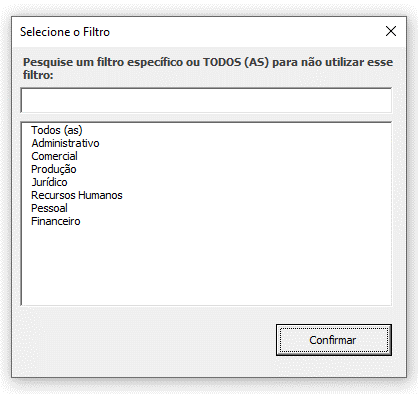 Selecione o Filtro
Pesquise um filtro específico ou TODOS (AS) para não utilizar esse
filtro:
Todos (as)
Administrativo
Comercial
Produção
Jurídico
Recursos Humanos
Pessoal
Financeiro
Confirmar